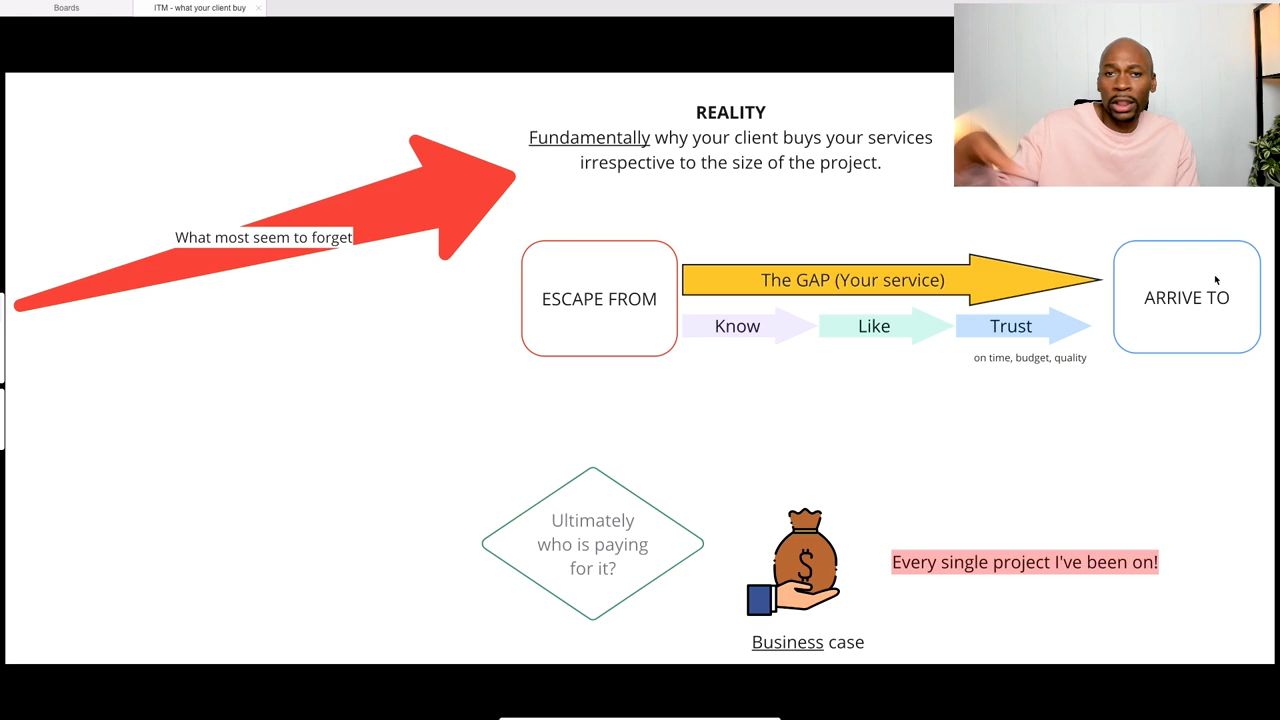 Boards
ITM - what your client buy
REALITY
Fundamentally why your client buys your services
irrespective to the size of the project.
What most seem to forget
ESCAPE FROM
The GAP (Your service)
ARRIVE TO
Know
Like
Trust
on time, budget, quality
Ultimately
who is paying
for it?
$
Every single project I've been on!
Business case